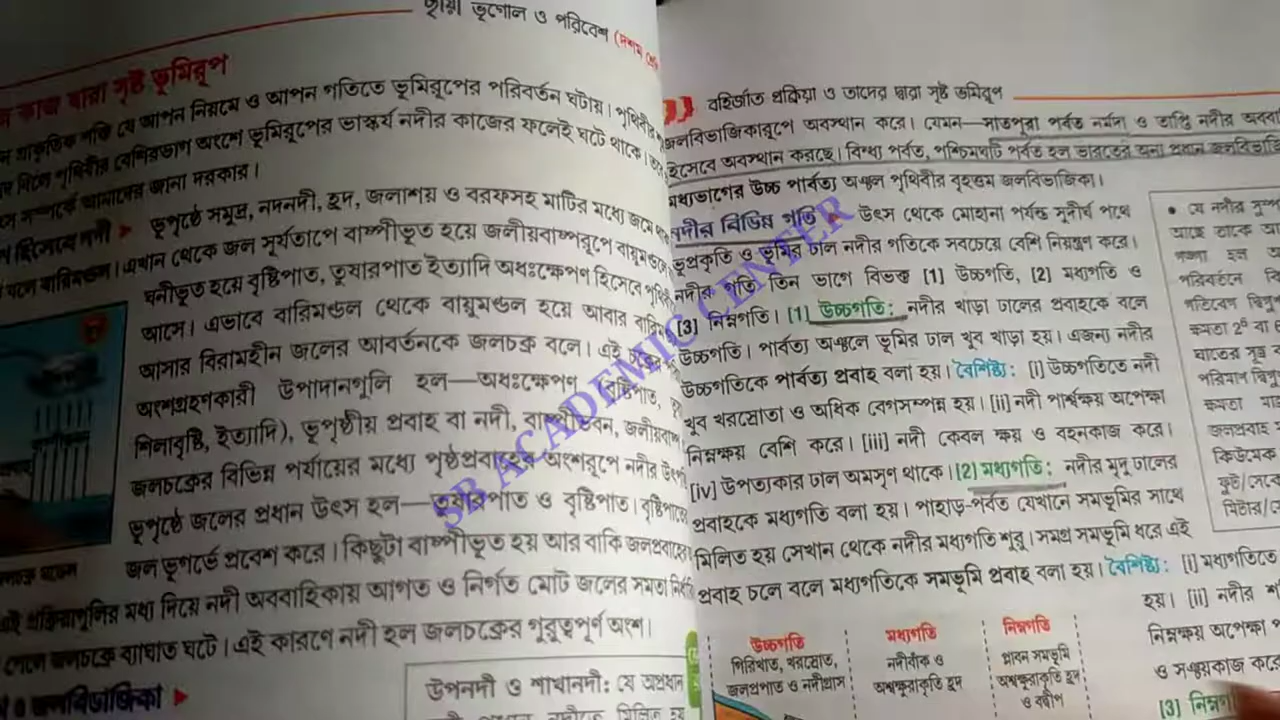 ভূগোল ও পরিবেশ (দশম
কাজ দ্বারা সৃষ্ট ভূমিরূপ
প্রাকৃতিক শক্তি যে আপন নিয়মে ও আপন গতিতে ভূমিরূপের পরিবর্তন ঘটায়। পৃথিবীর
পৃথিবীর বেশিরভাগ অংশে ভূমিরূপের ভাস্কর্য নদীর কাজের ফলেই ঘটে থাকে।
সম্পর্কে আমাদের জানা দরকার।
হিসেবে নদী ► ভূপৃষ্ঠে সমুদ্র, নদনদী, হ্রদ, জলাশয় ও বরফসহ মাটির মধ্যে জমে
বলে বারিমণ্ডল। এখান থেকে জল সূর্যতাপে বাষ্পীভূত হয়ে জলীয়বাষ্পরূপে বায়ুমণ্ডলে
ঘনীভূত হয়ে বৃষ্টিপাত, তুষারপাত ইত্যাদি অধঃক্ষেপণ হিসেবে
আসে। এভাবে বারিমণ্ডল থেকে বায়ুমণ্ডল হয়ে আবার
আসার বিরামহীন জলের আবর্তনকে জলচক্র বলে। এই
অংশগ্রহণকারী উপাদানগুলি হল—অধঃক্ষেপণ (বৃষ্টিপাত,
শিলাবৃষ্টি, ইত্যাদি), ভূপৃষ্ঠীয় প্রবাহ বা নদী, বাষ্পীভবন, জলীয়বাষ্প
জলচক্রের বিভিন্ন পর্যায়ের মধ্যে পৃষ্ঠপ্রবাহের অংশরূপে নদীর
ভূপৃষ্ঠে জলের প্রধান উৎস হল—তুষারপাত ও বৃষ্টিপাত। বৃষ্টিপাতের
জল ভূগর্ভে প্রবেশ করে। কিছুটা বাষ্পীভূত হয় আর বাকি জলপ্রবাহের
এই প্রক্রিয়াগুলির মধ্য দিয়ে নদী অববাহিকায় আগত ও নির্গত মোট জলের সমতা
পেলে জলচক্রে ব্যাঘাত ঘটে। এই কারণে নদী হল জলচক্রের গুরুত্বপূর্ণ অংশ।
ও জলবিভাজিকা ►
উপনদী ও শাখানদী: যে অপ্রধান
বহির্জাত প্রক্রিয়া ও তাদের দ্বারা সৃষ্ট ভূমিরূপ
জলবিভাজিকারূপে অবস্থান করে। যেমন—সাতপুরা পর্বত নর্মদা ও তাপ্তি নদীর
হিসেবে অবস্থান করছে। বিন্ধ্য পর্বত, পশ্চিমঘাট পর্বত হল ভারতের অন্য প্রধান
মধ্যভাগের উচ্চ পার্বত্য অঞ্চল পৃথিবীর বৃহত্তম জলবিভাজিকা।
নদীর বিভিন্ন গতি ► উৎস থেকে মোহানা পর্যন্ত সুদীর্ঘ পথে
ভূপ্রকৃতি ও ভূমির ঢাল নদীর গতিকে সবচেয়ে বেশি নিয়ন্ত্রণ করে।
নদীর গতি তিন ভাগে বিভক্ত [1] উচ্চগতি, [2] মধ্যগতি ও
[3] নিম্নগতি। [1] উচ্চগতি: নদীর খাড়া ঢালের প্রবাহকে বলে
উচ্চগতি। পার্বত্য অঞ্চলে ভূমির ঢাল খুব খাড়া হয়। এজন্য নদীর
উচ্চগতিকে পার্বত্য প্রবাহ বলা হয়। বৈশিষ্ট্য: [i] উচ্চগতিতে নদী
খুব খরস্রোতা ও অধিক বেগসম্পন্ন হয়। [ii] নদী পার্শ্বক্ষয় অপেক্ষা
নিম্নক্ষয় বেশি করে। [iii] নদী কেবল ক্ষয় ও বহনকাজ করে।
[iv] উপত্যকার ঢাল অমসৃণ থাকে। [2] মধ্যগতি: নদীর মৃদু ঢালের
প্রবাহকে মধ্যগতি বলা হয়। পাহাড়-পর্বত যেখানে সমভূমির সাথে
মিলিত হয় সেখান থেকে নদীর মধ্যগতি শুরু। সমগ্র সমভূমি ধরে এই
প্রবাহ চলে বলে মধ্যগতিকে সমভূমি প্রবাহ বলা হয়। বৈশিষ্ট্য: [i] মধ্যগতিতে
হয়। [ii] নদীর
নিম্নক্ষয় অপেক্ষা
ও সঞ্চয়কাজ করে
[3] নিম্নগতি
• যে নদীর
আছে তাকে
পরিবর্তনে
উচ্চগতি
গিরিখাত, খরস্রোত,
জলপ্রপাত ও নদীগ্রাস
মধ্যগতি
নদীবাঁক ও
অশ্বক্ষুরাকৃতি হ্রদ
নিম্নগতি
প্লাবন সমভূমি
অশ্বক্ষুরাকৃতি হ্রদ
ও বদ্বীপ
SR ACADEMIC CENTER